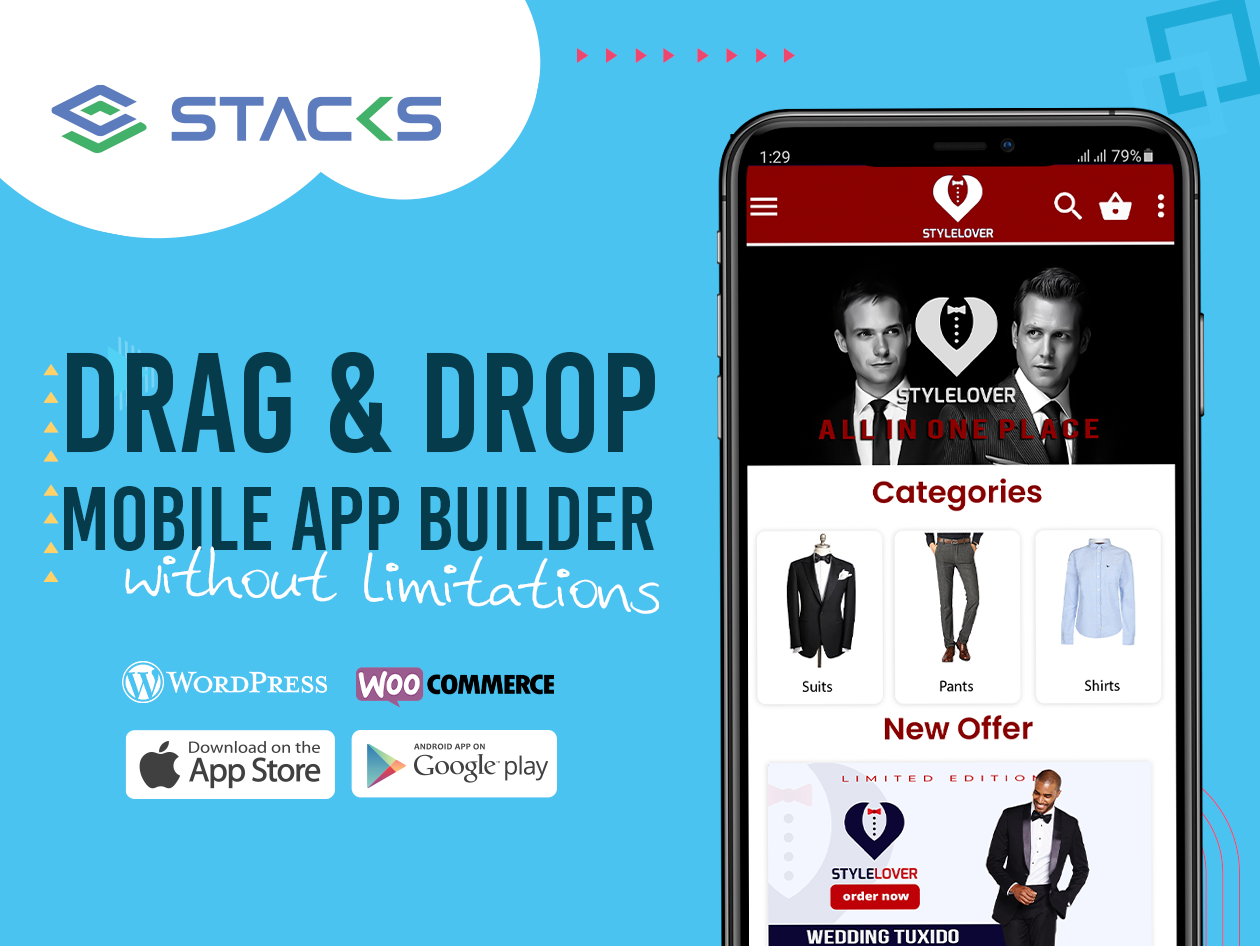 STACKS
DRAG & DROP
MOBILE APP BUILDER
without limitations
WORDPRESS
WOO COMMERCE
Download on the
App Store
ANDROID APP ON
Google play
1:29
79%
STYLELOVER
STYLELOVER
ALL IN ONE PLACE
Categories
Suits
Pants
Shirts
New Offer
LIMITED EDITION
STYLELOVER
order now
WEDDING TUXIDO